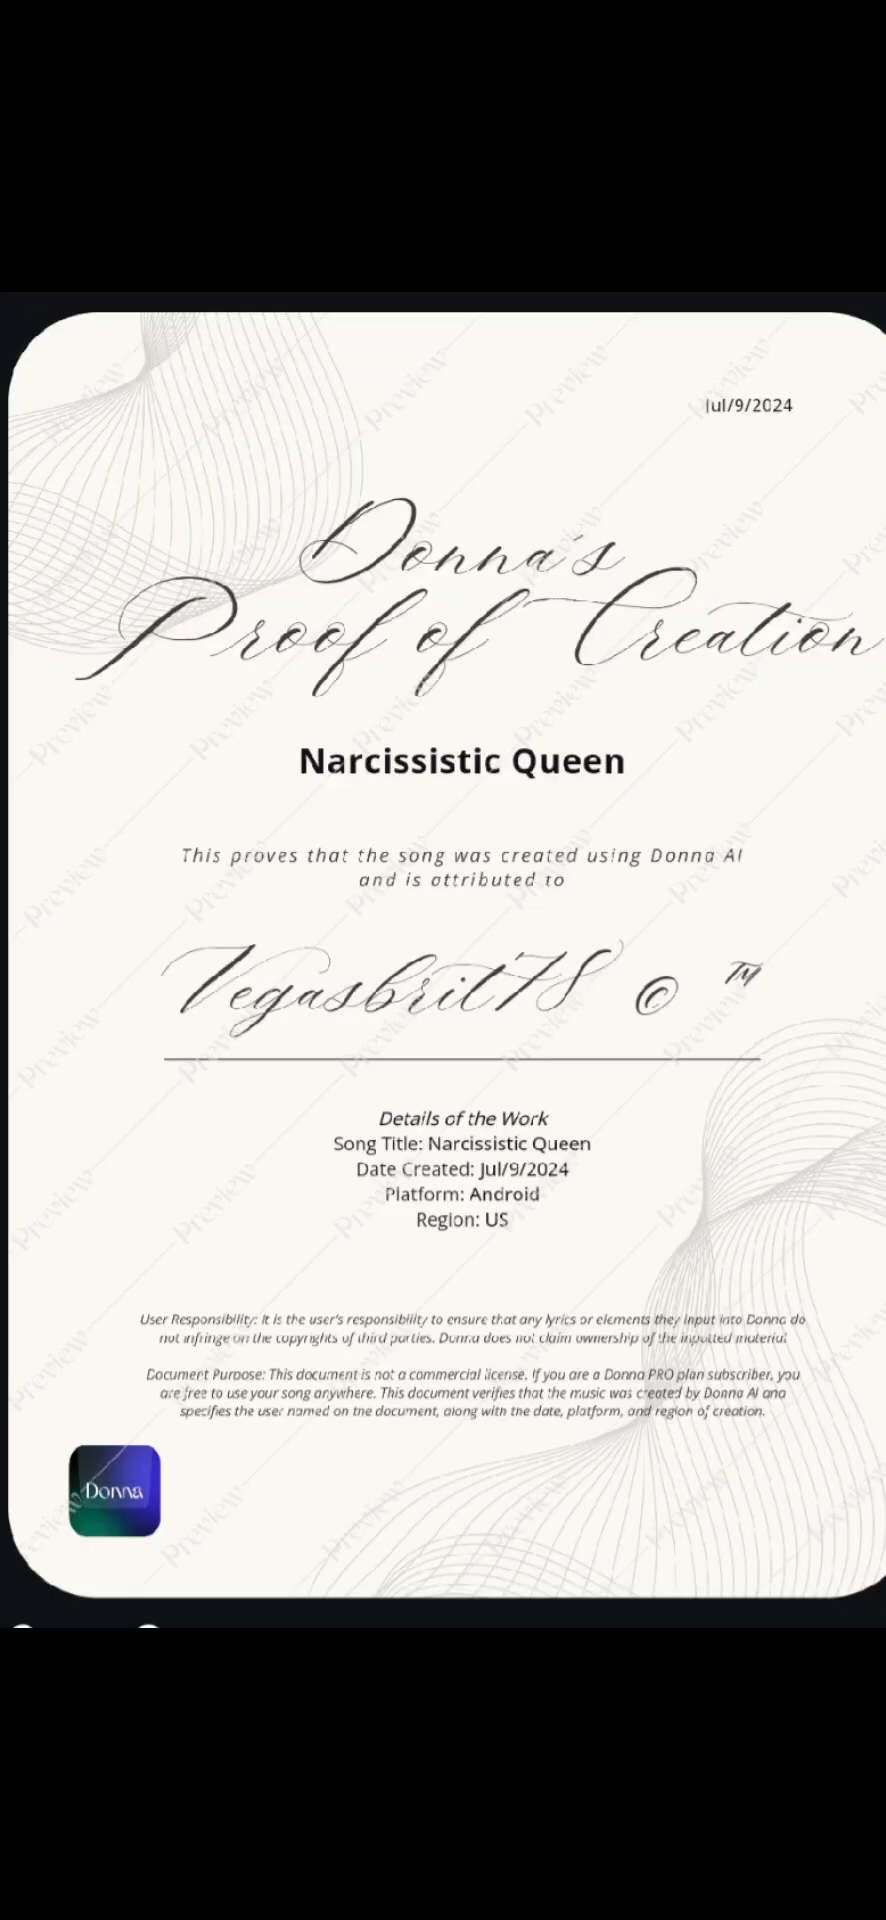 Jul/9/2024
Donna's
Proof of Creation
Narcissistic Queen
This proves that the song was created using Donna AI
and is attributed to
Vegasbrit78 © ™
Details of the Work
Song Title: Narcissistic Queen
Date Created: Jul/9/2024
Platform: Android
Region: US
User Responsibility: It is the user's responsibility to ensure that any lyrics or elements they input into Donna do
not infringe on the copyrights of third parties. Donna does not claim ownership of the inputted material
Document Purpose: This document is not a commercial license. If you are a Donna PRO plan subscriber, you
are free to use your song anywhere. This document verifies that the music was created by Donna AI and
specifies the user named on the document, along with the date, platform, and region of creation.
Donna
Preview